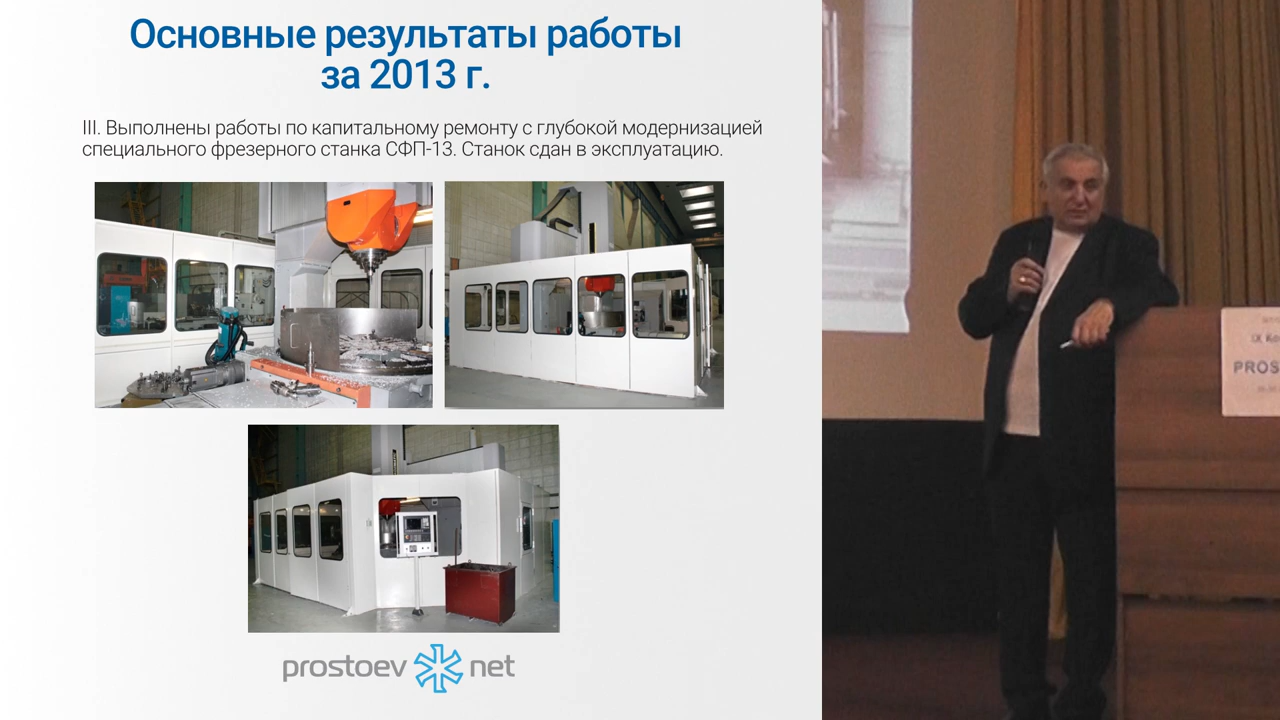 Основные результаты работы
за 2013 г.
III. Выполнены работы по капитальному ремонту с глубокой модернизацией
специального фрезерного станка СФП-13. Станок сдан в эксплуатацию.
prostoev net
IX
PROS